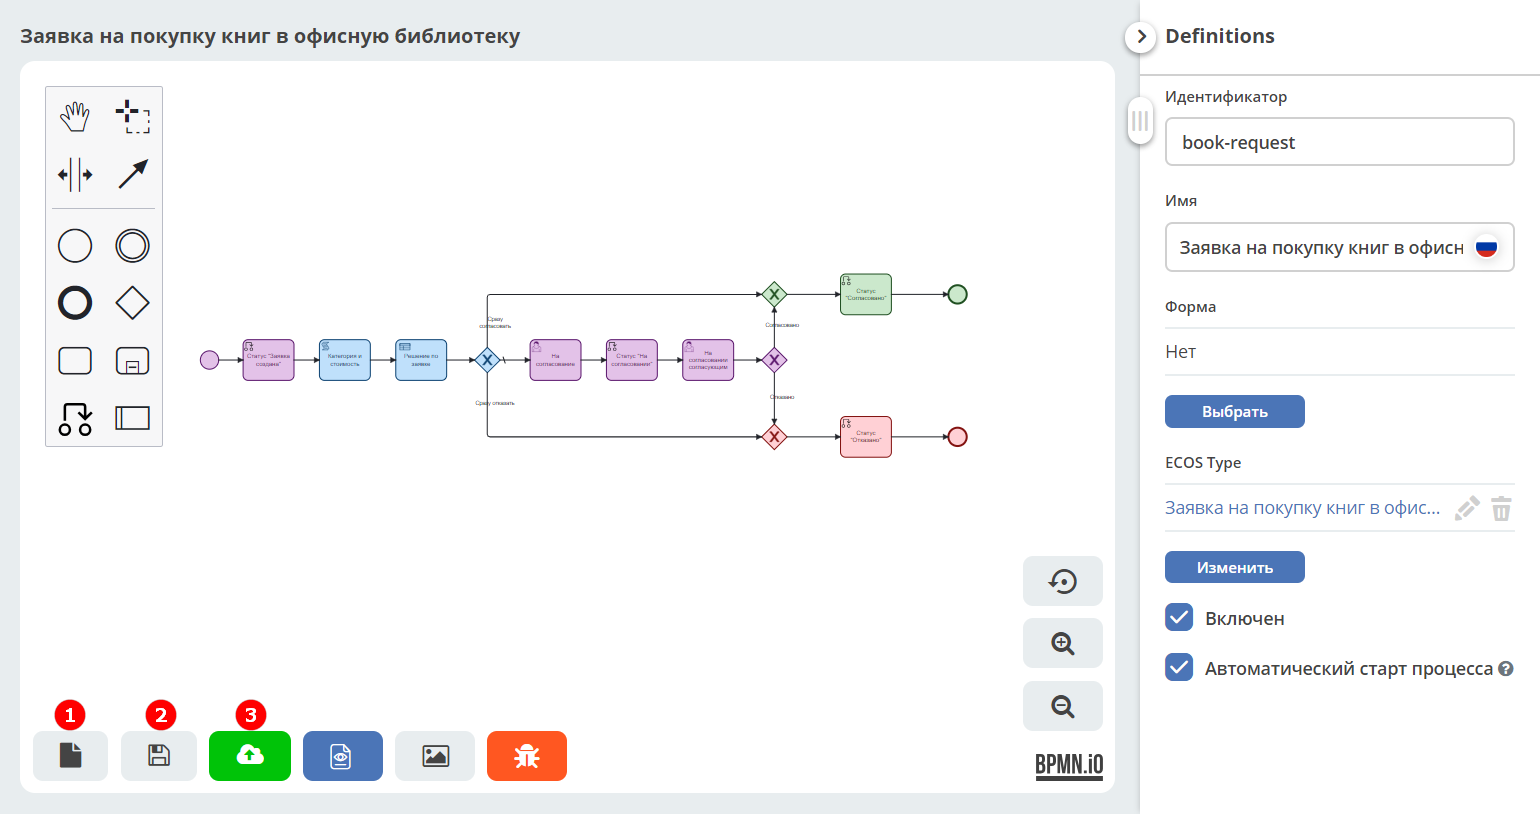 Заявка на покупку книг в офисную библиотеку
Definitions
Идентификатор
book-request
Имя
Заявка на покупку книг в офисн
Форма
Нет
Выбрать
ECOS Type
Заявка на покупку книг в офис...
Изменить
Включен
Автоматический старт процесса
Статус "Заявка
создана"
Категория и
стоимость
Решение по
заявке
Сразу
согласовать
Сразу отказать
На
согласование
Статус "На
согласовании"
На
согласовании
согласующим
Согласовано
Отказано
Статус
"Согласовано"
Статус
"Отказано"
1
2
3
BPMN.iO